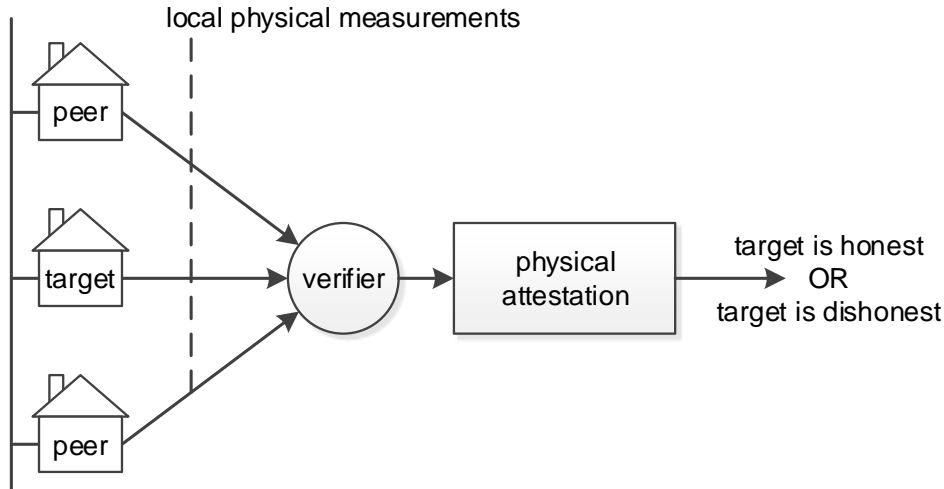 local physical measurements
peer
target
peer
verifier
physical
attestation
target is honest
OR
target is dishonest